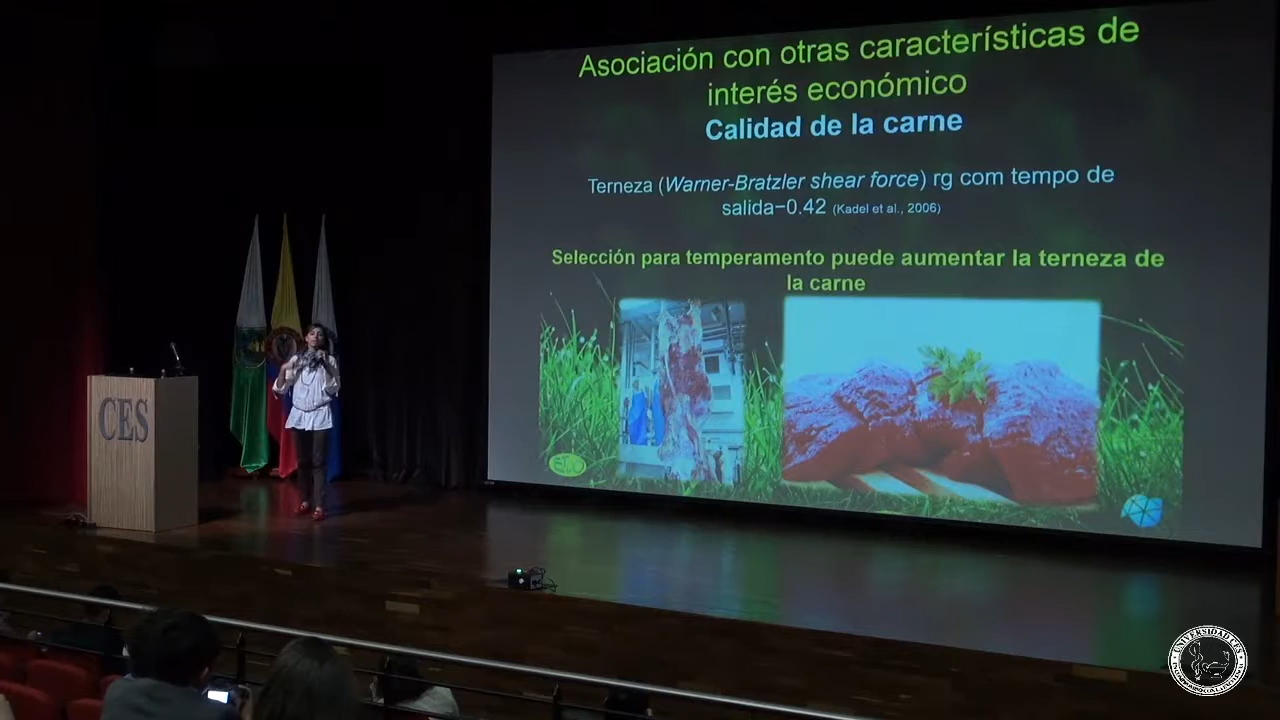 Asociación con otras características de
interés económico
Calidad de la carne
Terneza (Warner-Bratzler shear force) rg com tempo de
salida−0.42 (Kadel et al., 2006)
Selección para temperamento puede aumentar la terneza de
la carne
CES
UNIVERSIDAD CES